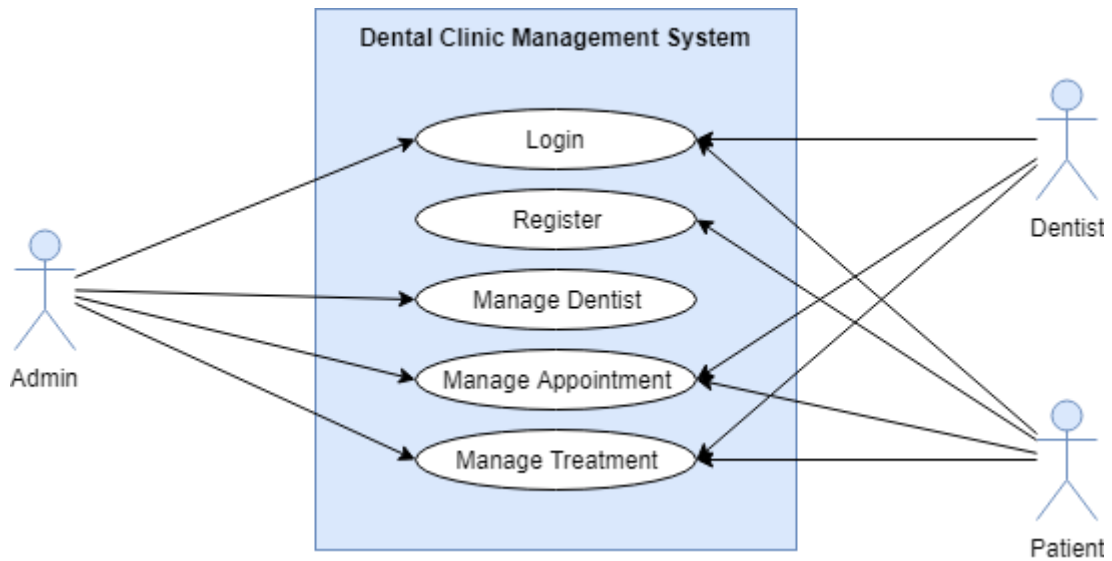 Dental Clinic Management System
Login
Register
Manage Dentist
Manage Appointment
Manage Treatment
Admin
Dentist
Patient